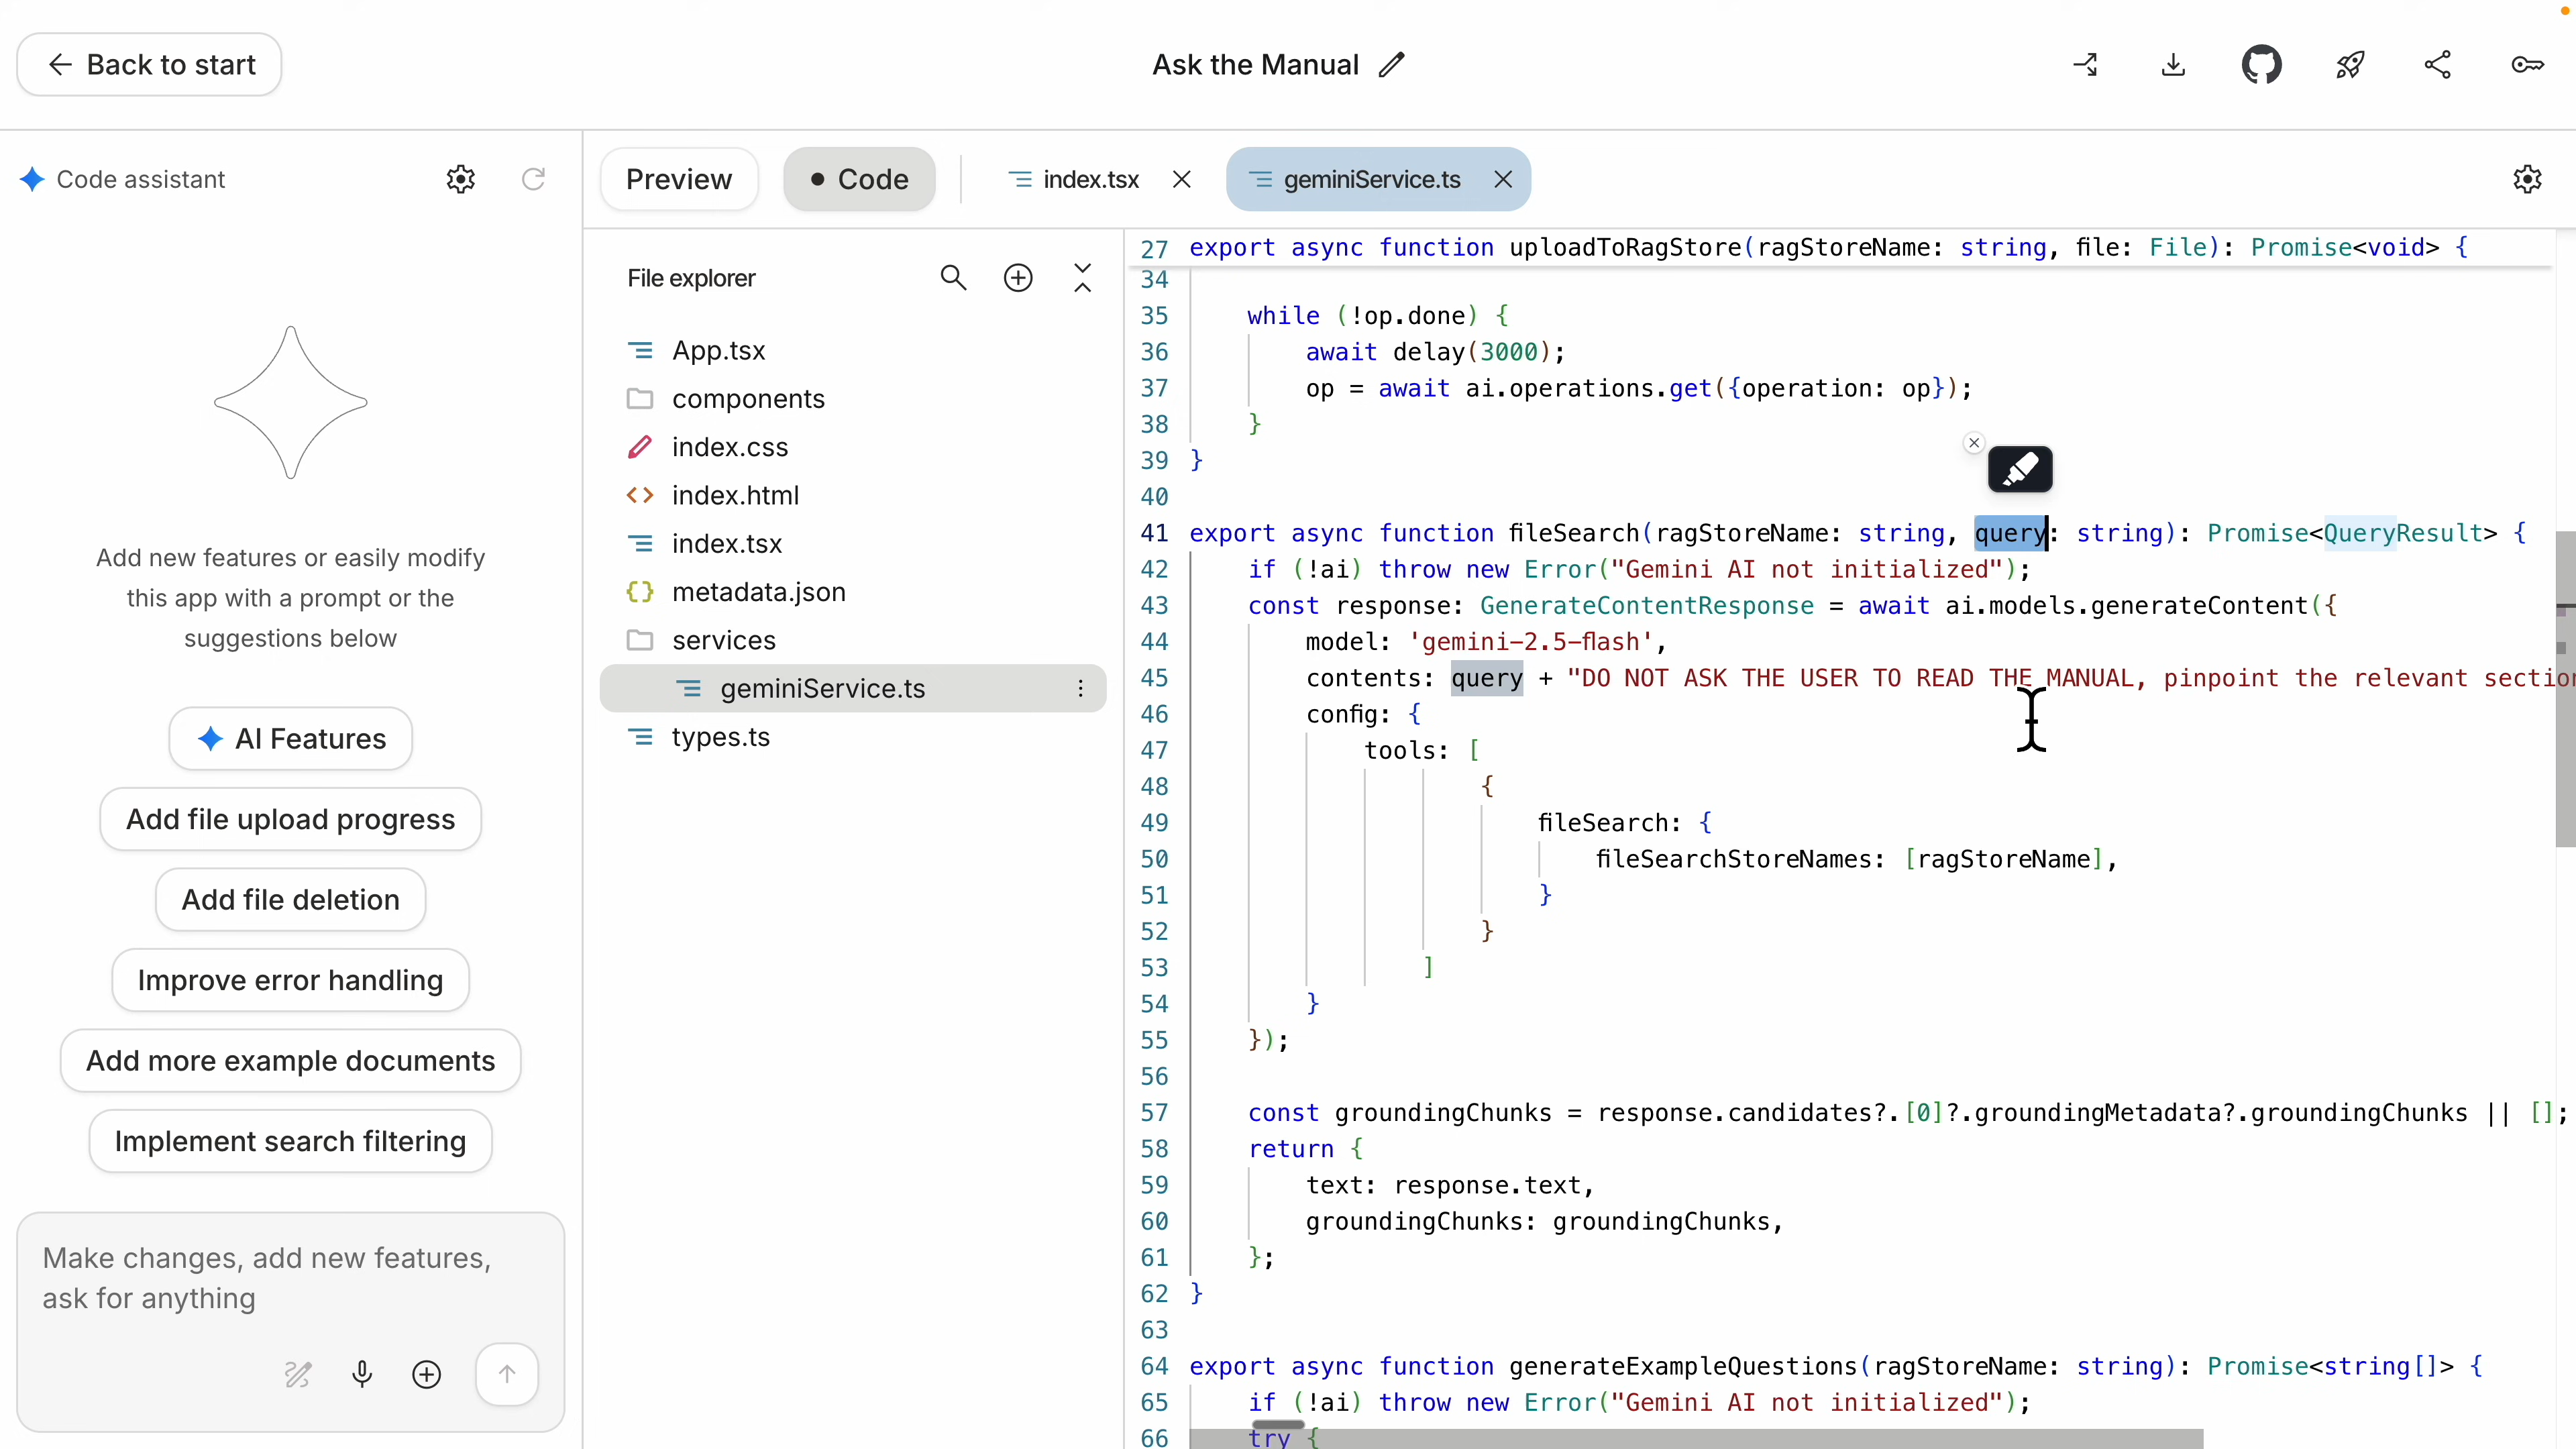 Back to start
Ask the Manual
Code assistant
Preview
Code
index.tsx
geminiService.ts
File explorer
App.tsx
components
index.css
index.html
index.tsx
metadata.json
services
geminiService.ts
types.ts
Add new features or easily modify
this app with a prompt or the
suggestions below
AI Features
Add file upload progress
Add file deletion
Improve error handling
Add more example documents
Implement search filtering
Make changes, add new features,
ask for anything
27 export async function uploadToRagStore(ragStoreName: string, file: File): Promise<void> {
34
35 while (!op.done) {
36 await delay(3000);
37 op = await ai.operations.get({operation: op});
38 }
39 }
40
41 export async function fileSearch(ragStoreName: string, query: string): Promise<QueryResult> {
42 if (!ai) throw new Error("Gemini AI not initialized");
43 const response: GenerateContentResponse = await ai.models.generateContent({
44 model: 'gemini-2.5-flash',
45 contents: query + "DO NOT ASK THE USER TO READ THE MANUAL, pinpoint the relevant
46 config: {
47 tools: [
48 {
49 fileSearch: {
50 fileSearchStoreNames: [ragStoreName],
51 }
52 }
53 ]
54 }
55 });
56
57 const groundingChunks = response.candidates?.[0]?.groundingMetadata?.groundingChunks || [];
58 return {
59 text: response.text,
60 groundingChunks: groundingChunks,
61 };
62 }
63
64 export async function generateExampleQuestions(ragStoreName: string): Promise<string[]> {
65 if (!ai) throw new Error("Gemini AI not initialized");
66 try {